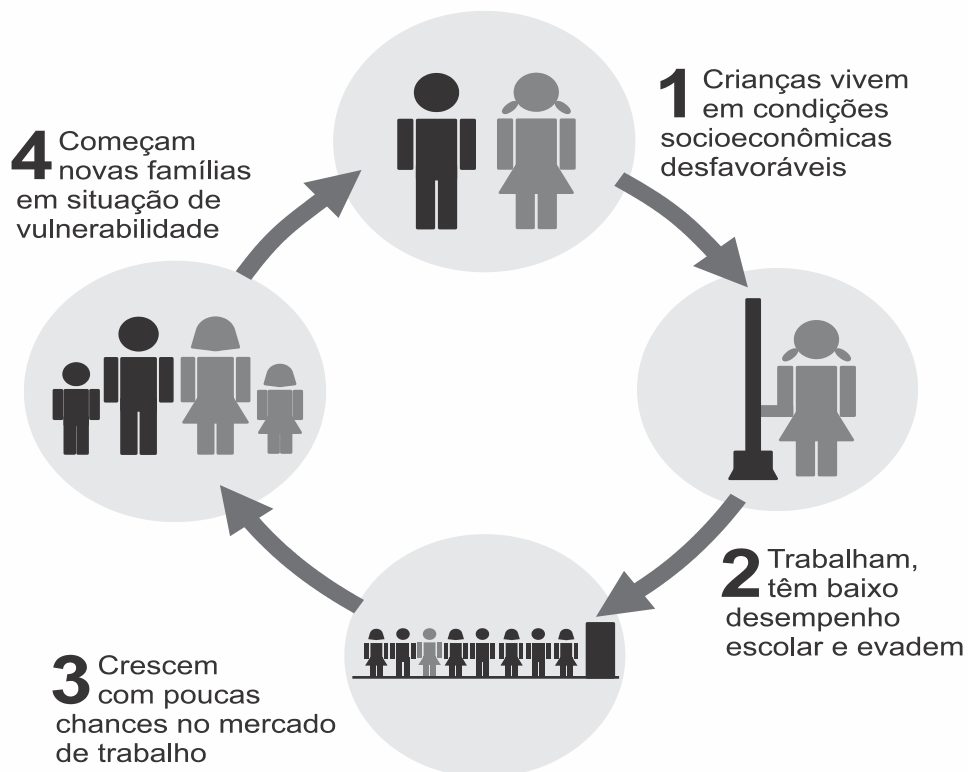 1 Crianças vivem
em condições
socioeconômicas
desfavoráveis
2 Trabalham,
têm baixo
desempenho
escolar e evadem
3 Crescem
com poucas
chances no mercado
de trabalho
4 Começam
novas famílias
em situação de
vulnerabilidade